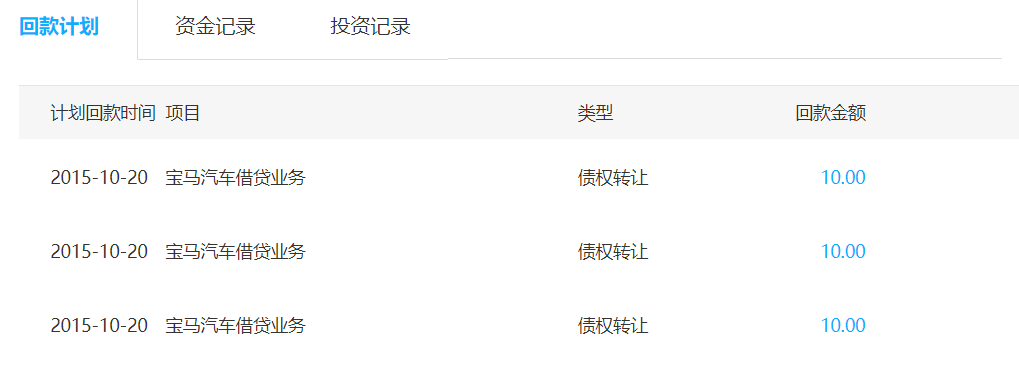 回款计划 资金记录 投资记录
计划回款时间 项目 类型 回款金额
2015-10-20 宝马汽车借贷业务 债权转让 10.00
2015-10-20 宝马汽车借贷业务 债权转让 10.00
2015-10-20 宝马汽车借贷业务 债权转让 10.00